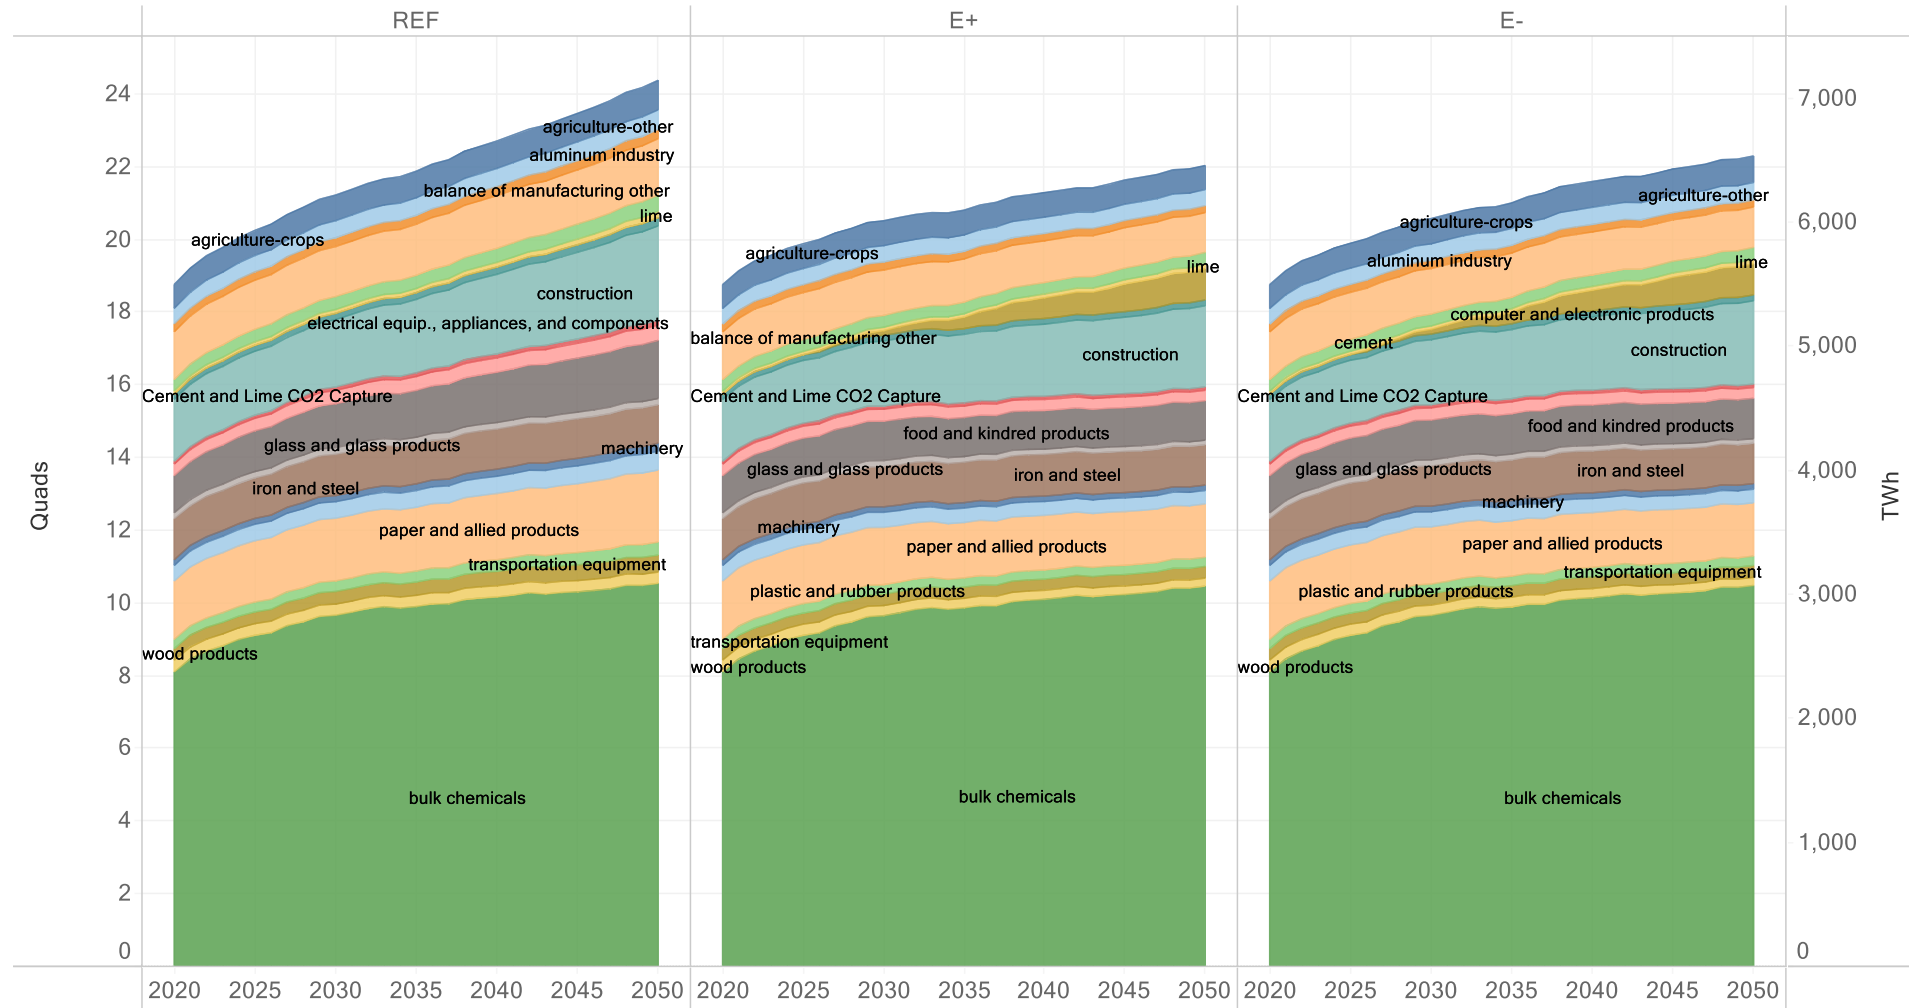 REF E+ E-
Quads
24
22
20
18
16
14
12
10
8
6
4
2
0
agriculture-other
aluminum industry
balance of manufacturing other
lime
agriculture-crops
construction
electrical equip., appliances, and components
Cement and Lime CO2 Capture
glass and glass products
machinery
iron and steel
paper and allied products
transportation equipment
wood products
bulk chemicals
agriculture-crops
lime
balance of manufacturing other
construction
Cement and Lime CO2 Capture
food and kindred products
glass and glass products
iron and steel
machinery
paper and allied products
plastic and rubber products
transportation equipment
wood products
bulk chemicals
agriculture-other
agriculture-crops
aluminum industry
lime
computer and electronic products
cement
construction
Cement and Lime CO2 Capture
food and kindred products
glass and glass products
iron and steel
machinery
paper and allied products
transportation equipment
plastic and rubber products
wood products
bulk chemicals
7,000
6,000
5,000
4,000
3,000
2,000
1,000
0
TWh
2020 2025 2030 2035 2040 2045 2050 2020 2025 2030 2035 2040 2045 2050 2020 2025 2030 2035 2040 2045 2050